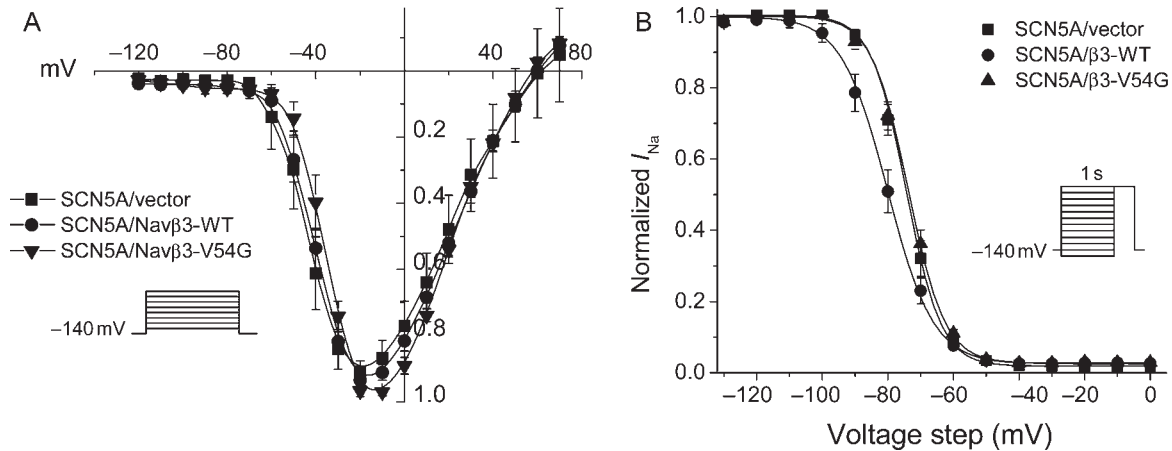 A
mV
−120
−80
−40
40
80
0.2
0.4
0.6
0.8
1.0
SCN5A/vector
SCN5A/Navβ3-WT
SCN5A/Navβ3-V54G
−140 mV
B
SCN5A/vector
SCN5A/β3-WT
SCN5A/β3-V54G
1 s
−140 mV
Normalized I_Na
1.0
0.8
0.6
0.4
0.2
0.0
−120 −100 −80 −60 −40 −20 0
Voltage step (mV)